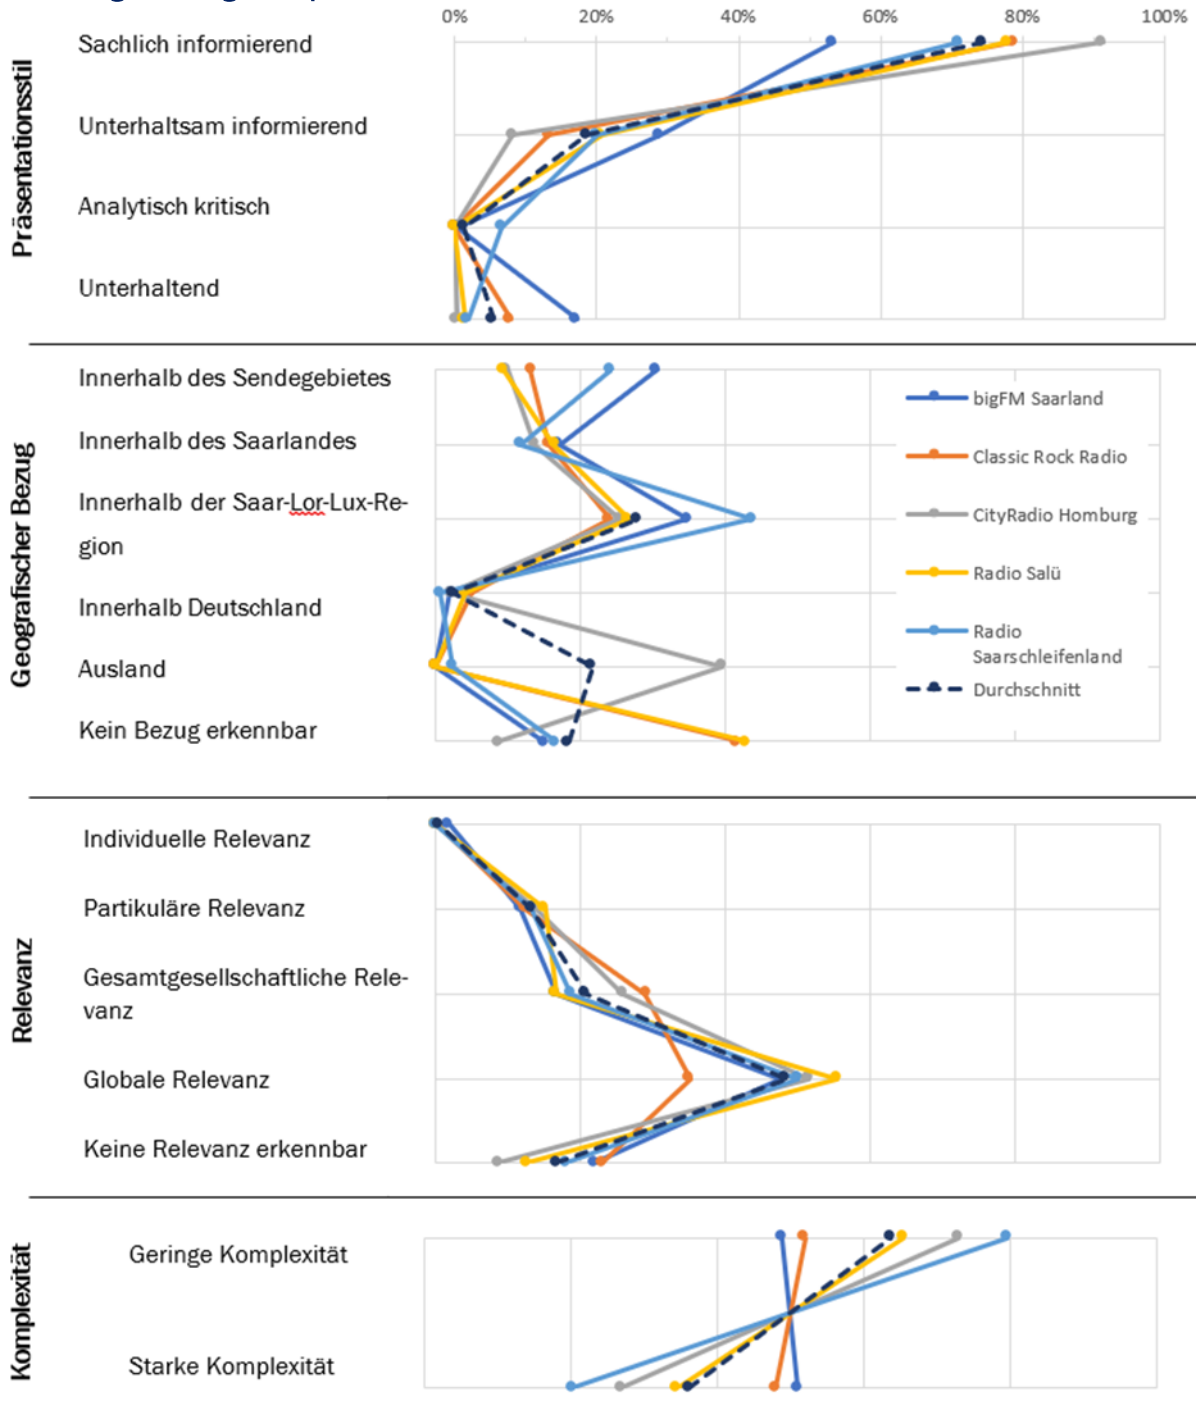 0% 20% 40% 60% 80% 100%
Präsentationsstil
Sachlich informierend
Unterhaltsam informierend
Analytisch kritisch
Unterhaltend
Geografischer Bezug
Innerhalb des Sendegebietes
Innerhalb des Saarlandes
Innerhalb der Saar-Lor-Lux-Re-
gion
Innerhalb Deutschland
Ausland
Kein Bezug erkennbar
bigFM Saarland
Classic Rock Radio
CityRadio Homburg
Radio Salü
Radio
Saarschleifenland
Durchschnitt
Relevanz
Individuelle Relevanz
Partikuläre Relevanz
Gesamtgesellschaftliche Rele-
vanz
Globale Relevanz
Keine Relevanz erkennbar
Komplexität
Geringe Komplexität
Starke Komplexität